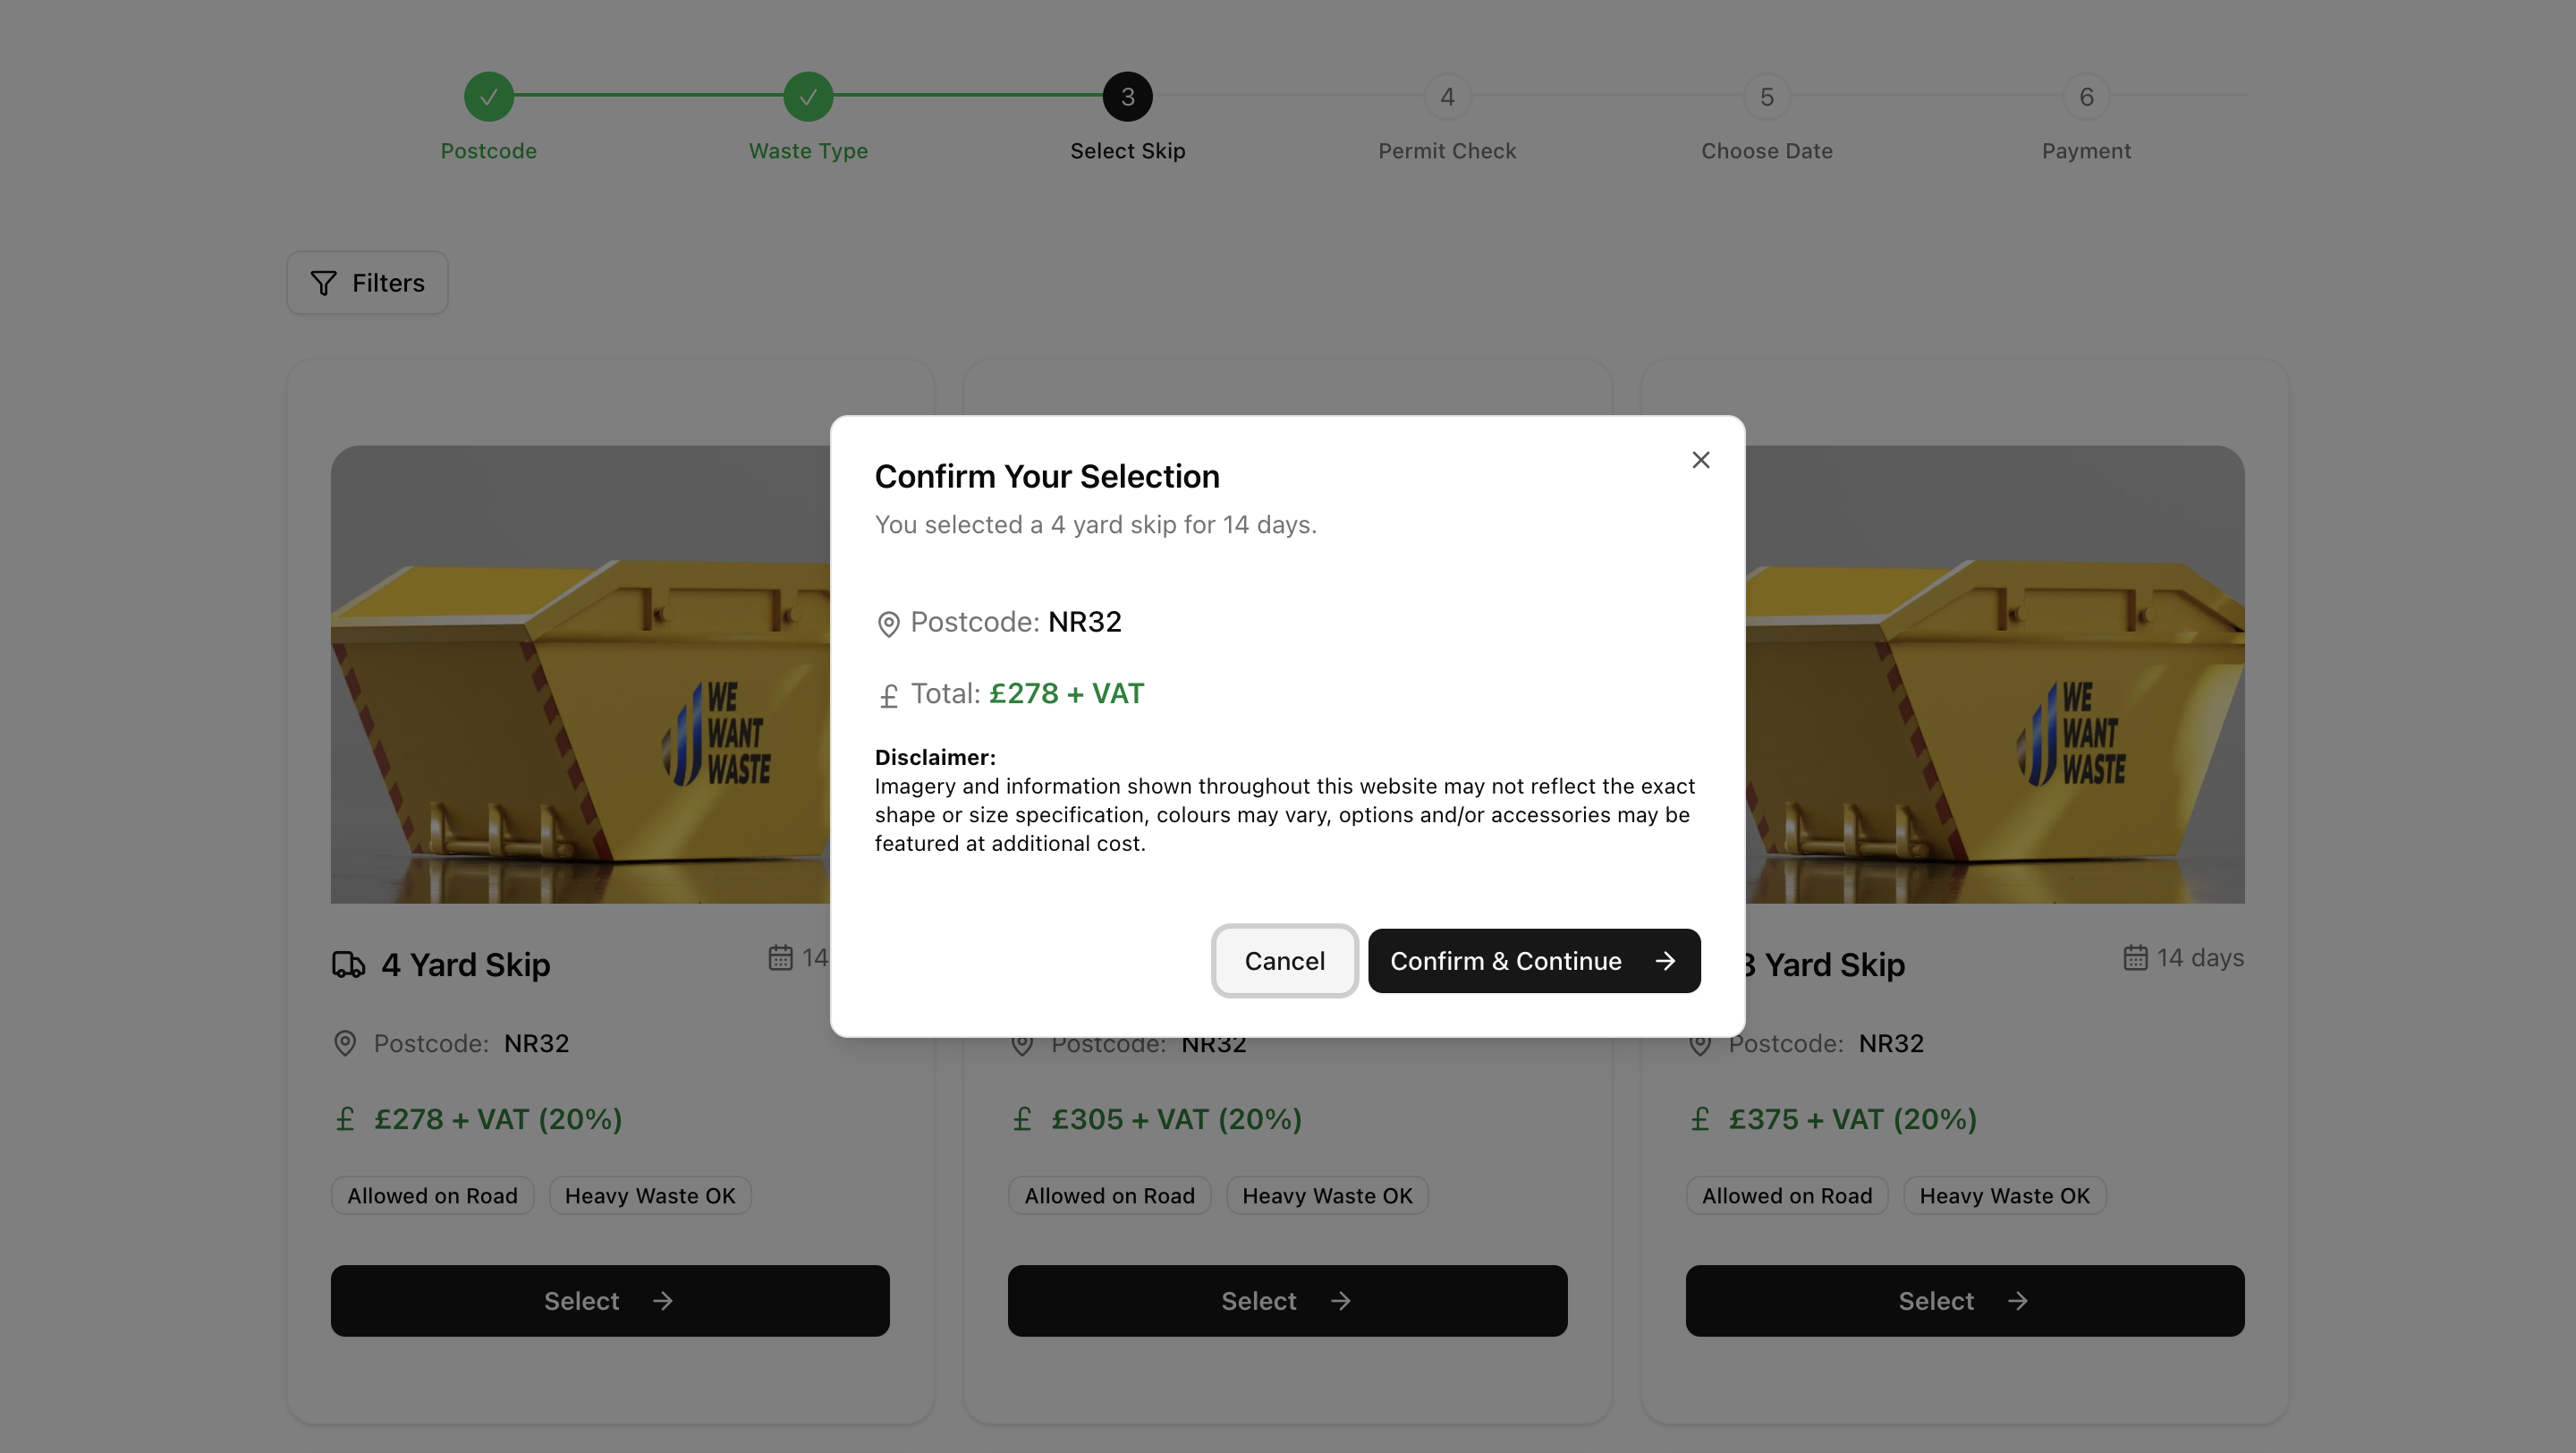 3
4
5
6
Postcode
Waste Type
Select Skip
Permit Check
Choose Date
Payment
Filters
Confirm Your Selection
You selected a 4 yard skip for 14 days.
Postcode: NR32
£ Total: £278 + VAT
Disclaimer:
Imagery and information shown throughout this website may not reflect the exact
shape or size specification, colours may vary, options and/or accessories may be
featured at additional cost.
Cancel
Confirm & Continue
WE
WANT
WASTE
4 Yard Skip
14
Postcode: NR32
£ £278 + VAT (20%)
Allowed on Road
Heavy Waste OK
Select
Postcode: NR32
£ £305 + VAT (20%)
Allowed on Road
Heavy Waste OK
Select
WE
WANT
WASTE
Yard Skip
14 days
Postcode: NR32
£ £375 + VAT (20%)
Allowed on Road
Heavy Waste OK
Select